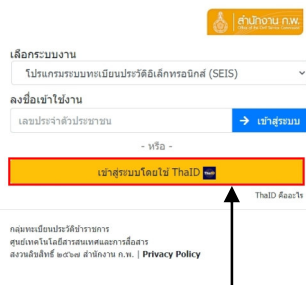 สำนักงาน ก.พ.
เลือกระบบงาน
โปรแกรมระบบทะเบียนประวัติอิเล็กทรอนิกส์ (SEIS)
ลงชื่อเข้าใช้งาน
เลขประจำตัวประชาชน
เข้าสู่ระบบ
- หรือ -
เข้าสู่ระบบโดยใช้ ThaID
ThaID คืออะไร
กลุ่มทะเบียนประวัติข้าราชการ
ศูนย์เทคโนโลยีสารสนเทศและการสื่อสาร
สงวนลิขสิทธิ์ ๒๕๖๗ สำนักงาน ก.พ. | Privacy Policy